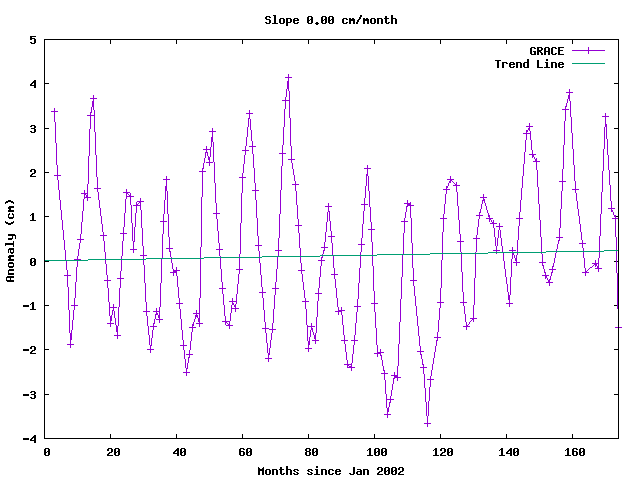 Slope 0.00 cm/month
GRACE
Trend Line
5
4
3
2
1
0
-1
-2
-3
-4
Anomaly (cm)
0 20 40 60 80 100 120 140 160
Months since Jan 2002